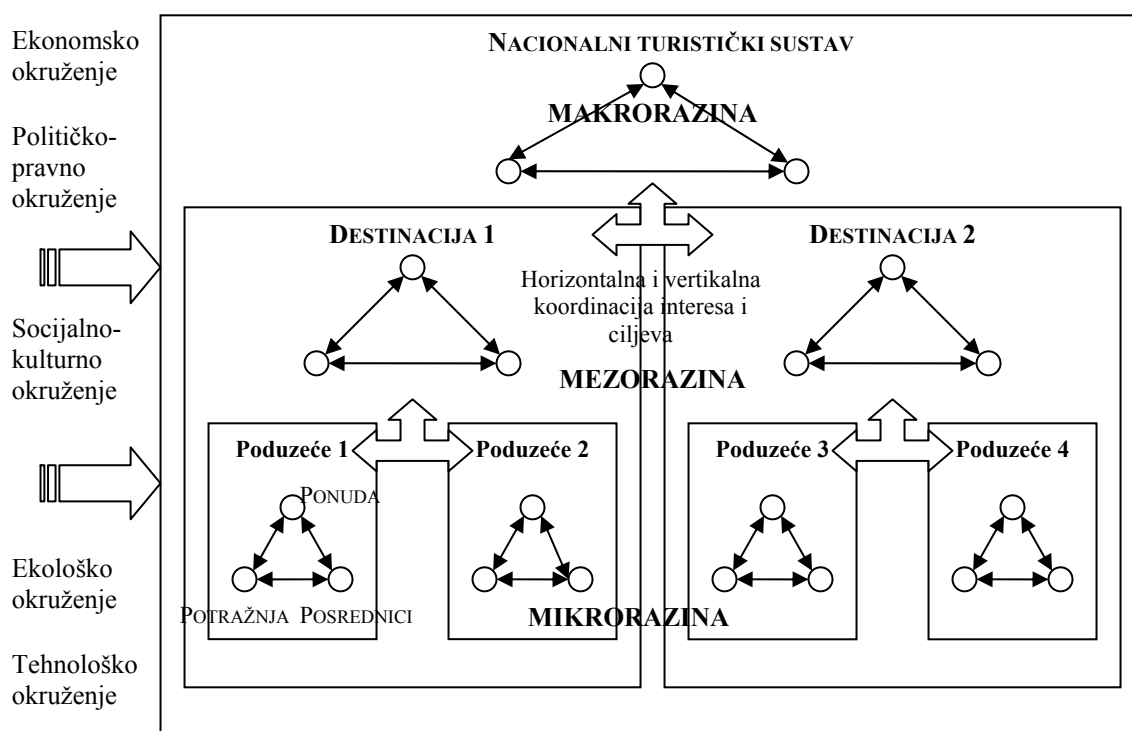 Ekonomsko
okruženje
Političko-
pravno
okruženje
Socijalno-
kulturno
okruženje
Ekološko
okruženje
Tehnološko
okruženje
NACIONALNI TURISTIČKI SUSTAV
MAKRORAZINA
DESTINACIJA 1
DESTINACIJA 2
Horizontalna i vertikalna
koordinacija interesa i
ciljeva
MEZORAZINA
Poduzeće 1
Poduzeće 2
Poduzeće 3
Poduzeće 4
PONUDA
POTRAŽNJA
POSREDNICI
MIKRORAZINA